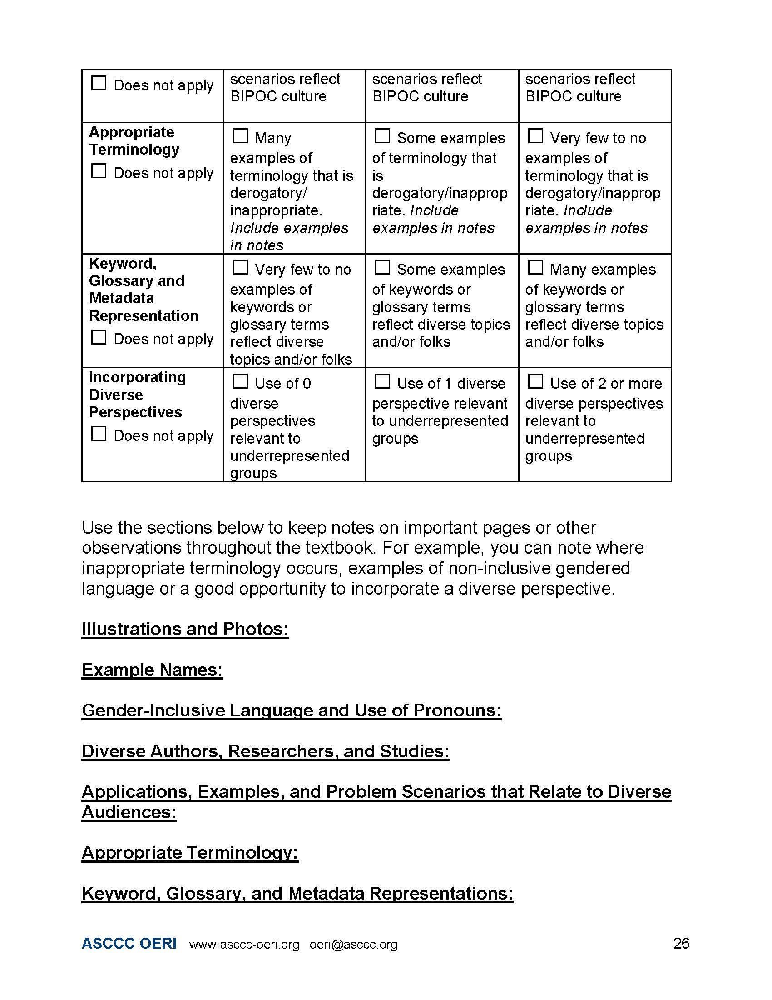 ☐ Does not apply
scenarios reflect
BIPOC culture
scenarios reflect
BIPOC culture
scenarios reflect
BIPOC culture
Appropriate
Terminology
☐ Does not apply
☐ Many
examples of
terminology that is
derogatory/
inappropriate.
Include examples
in notes
☐ Some examples
of terminology that
is
derogatory/inapprop
riate. Include
examples in notes
☐ Very few to no
examples of
terminology that is
derogatory/inapprop
riate. Include
examples in notes
Keyword,
Glossary and
Metadata
Representation
☐ Does not apply
☐ Very few to no
examples of
keywords or
glossary terms
reflect diverse
topics and/or folks
☐ Some examples
of keywords or
glossary terms
reflect diverse topics
and/or folks
☐ Many examples
of keywords or
glossary terms
reflect diverse topics
and/or folks
Incorporating
Diverse
Perspectives
☐ Does not apply
☐ Use of 0
diverse
perspectives
relevant to
underrepresented
groups
☐ Use of 1 diverse
perspective relevant
to underrepresented
groups
☐ Use of 2 or more
diverse perspectives
relevant to
underrepresented
groups
Use the sections below to keep notes on important pages or other
observations throughout the textbook. For example, you can note where
inappropriate terminology occurs, examples of non-inclusive gendered
language or a good opportunity to incorporate a diverse perspective.
Illustrations and Photos:
Example Names:
Gender-Inclusive Language and Use of Pronouns:
Diverse Authors, Researchers, and Studies:
Applications, Examples, and Problem Scenarios that Relate to Diverse
Audiences:
Appropriate Terminology:
Keyword, Glossary, and Metadata Representations:
ASCCC OERI www.asccc-oeri.org oeri@asccc.org 26